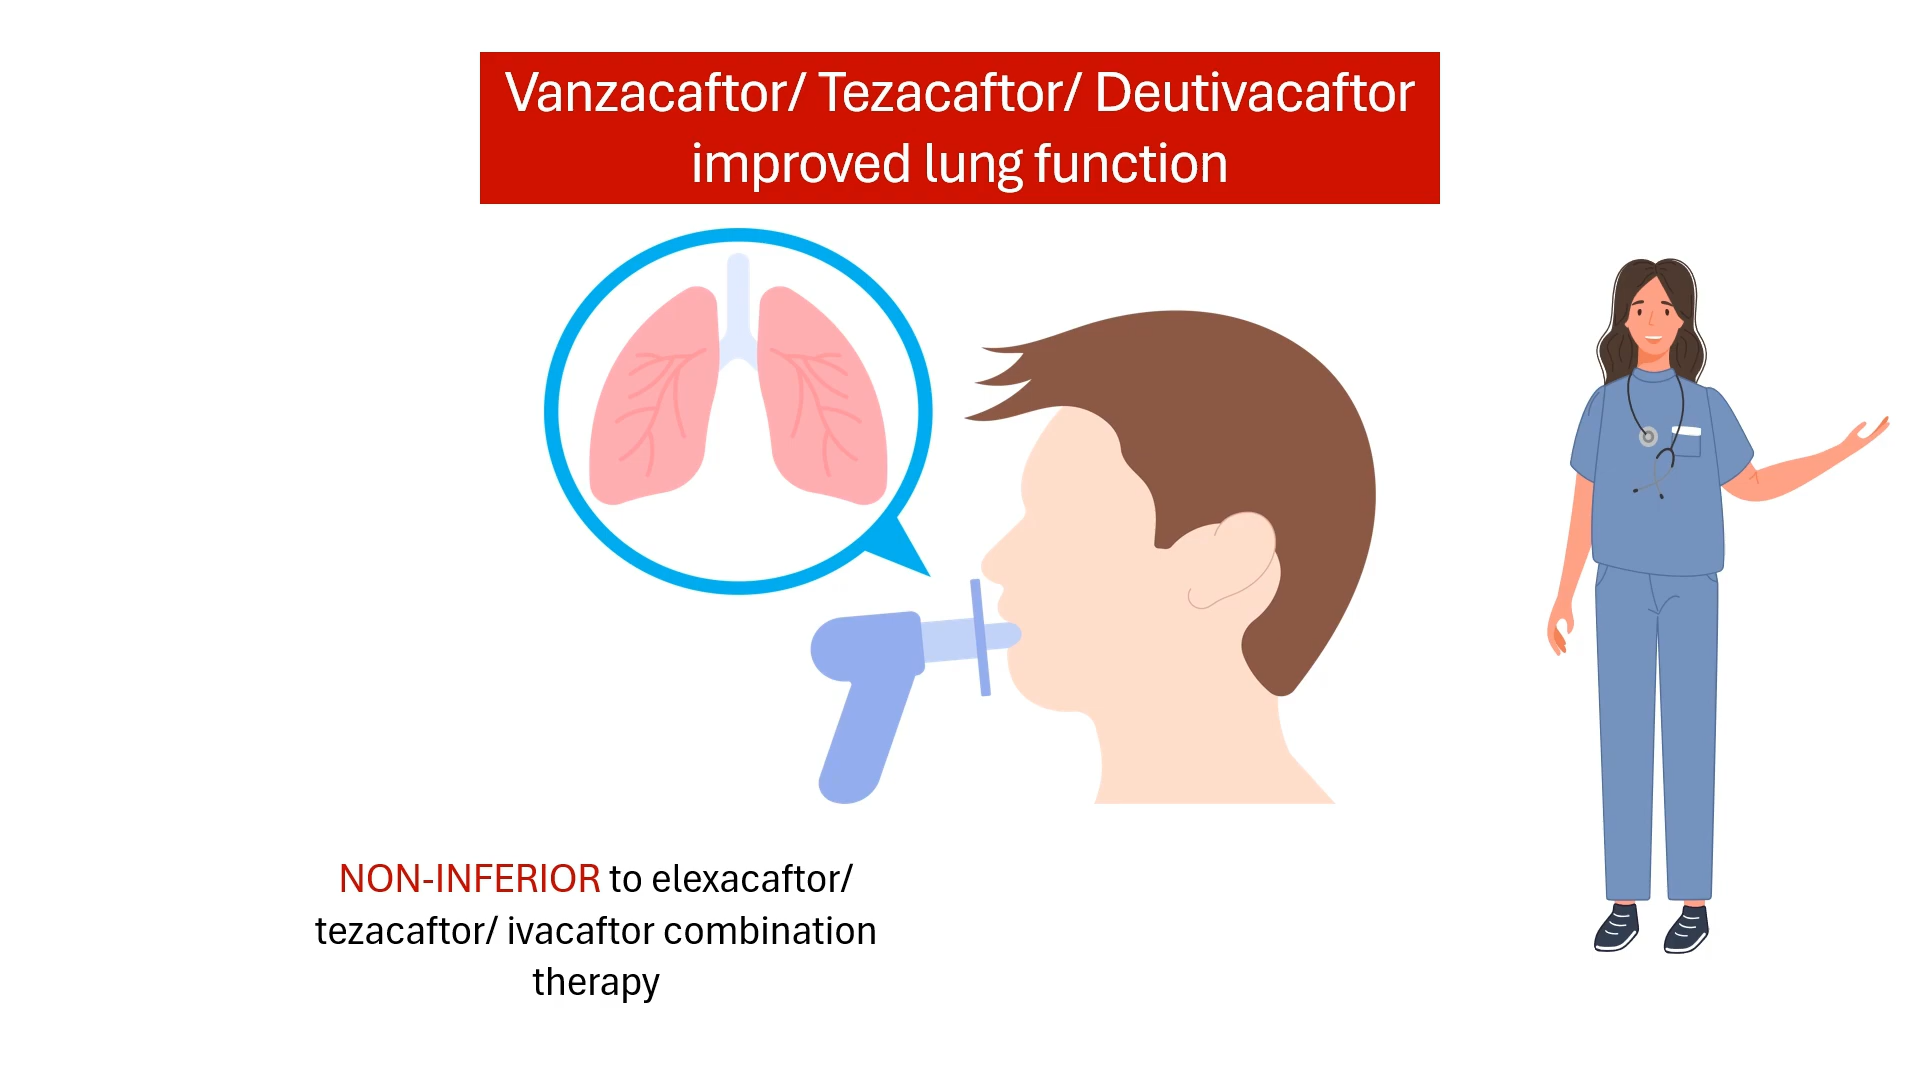 Vanzacaftor/ Tezacaftor/ Deutivacaftor
improved lung function
NON-INFERIOR to elexacaftor/
tezacaftor/ ivacaftor combination
therapy